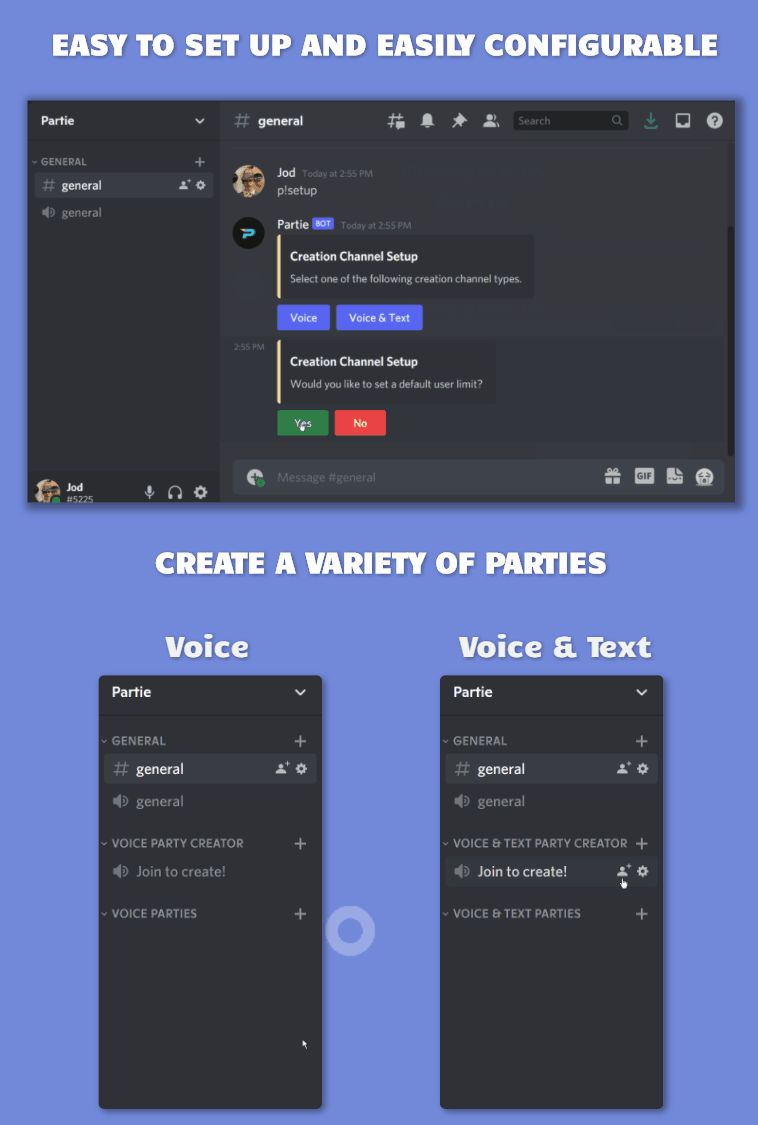 EASY TO SET UP AND EASILY CONFIGURABLE
Partie
general
Search
GENERAL
general
general
Jod Today at 2:55 PM
p!setup
Partie BOT Today at 2:55 PM
Creation Channel Setup
Select one of the following creation channel types.
Voice
Voice & Text
2:55 PM
Creation Channel Setup
Would you like to set a default user limit?
Yes
No
Jod
#5225
Message #general
GIF
CREATE A VARIETY OF PARTIES
Voice
Partie
GENERAL
general
general
VOICE PARTY CREATOR
Join to create!
VOICE PARTIES
Voice & Text
Partie
GENERAL
general
general
VOICE & TEXT PARTY CREATOR
Join to create!
VOICE & TEXT PARTIES